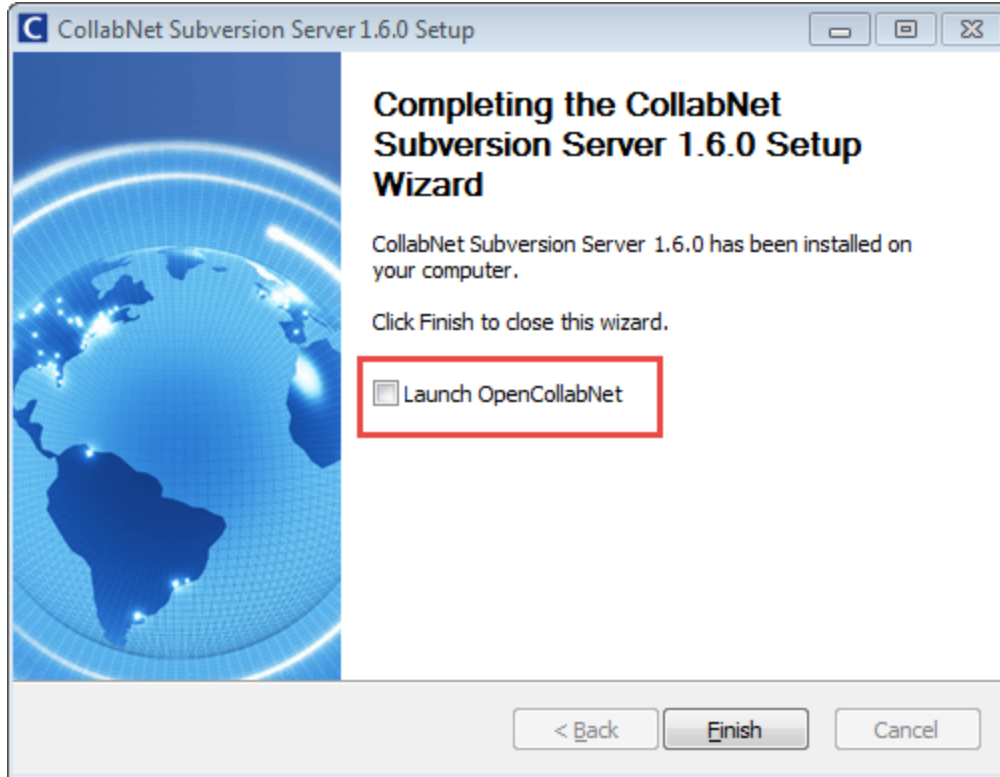 C CollabNet Subversion Server 1.6.0 Setup
Completing the CollabNet
Subversion Server 1.6.0 Setup
Wizard
CollabNet Subversion Server 1.6.0 has been installed on
your computer.
Click Finish to close this wizard.
Launch OpenCollabNet
< Back
Finish
Cancel